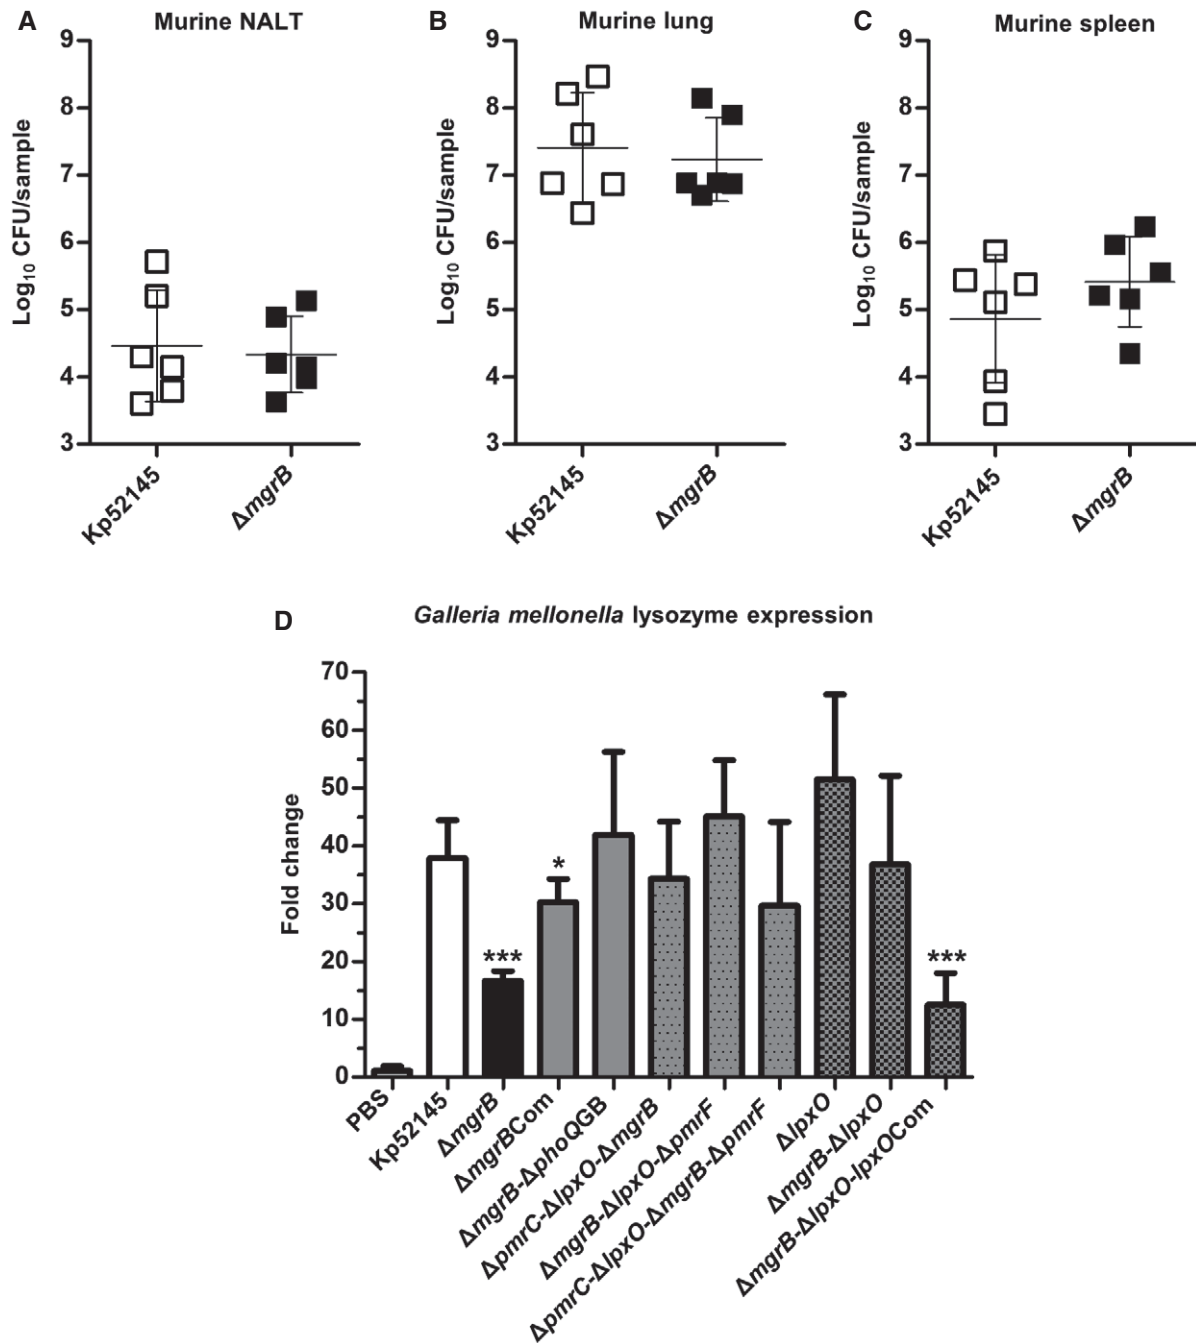 A Murine NALT
Log10 CFU/sample
9
8
7
6
5
4
3
Kp52145
ΔmgrB
B Murine lung
Log10 CFU/sample
9
8
7
6
5
4
3
Kp52145
ΔmgrB
C Murine spleen
Log10 CFU/sample
9
8
7
6
5
4
3
Kp52145
ΔmgrB
D Galleria mellonella lysozyme expression
Fold change
70
60
50
40
30
20
10
0
***
*
***
PBS
Kp52145
ΔmgrB
ΔmgrBCom
ΔmgrB-ΔphoQGB
ΔpmrC-ΔlpxO-ΔmgrB
ΔmgrB-ΔlpxO-ΔpmrF
ΔpmrC-ΔlpxO-ΔmgrB-ΔpmrF
ΔlpxO
ΔmgrB-ΔlpxO
ΔmgrB-ΔlpxO-lpxOCom